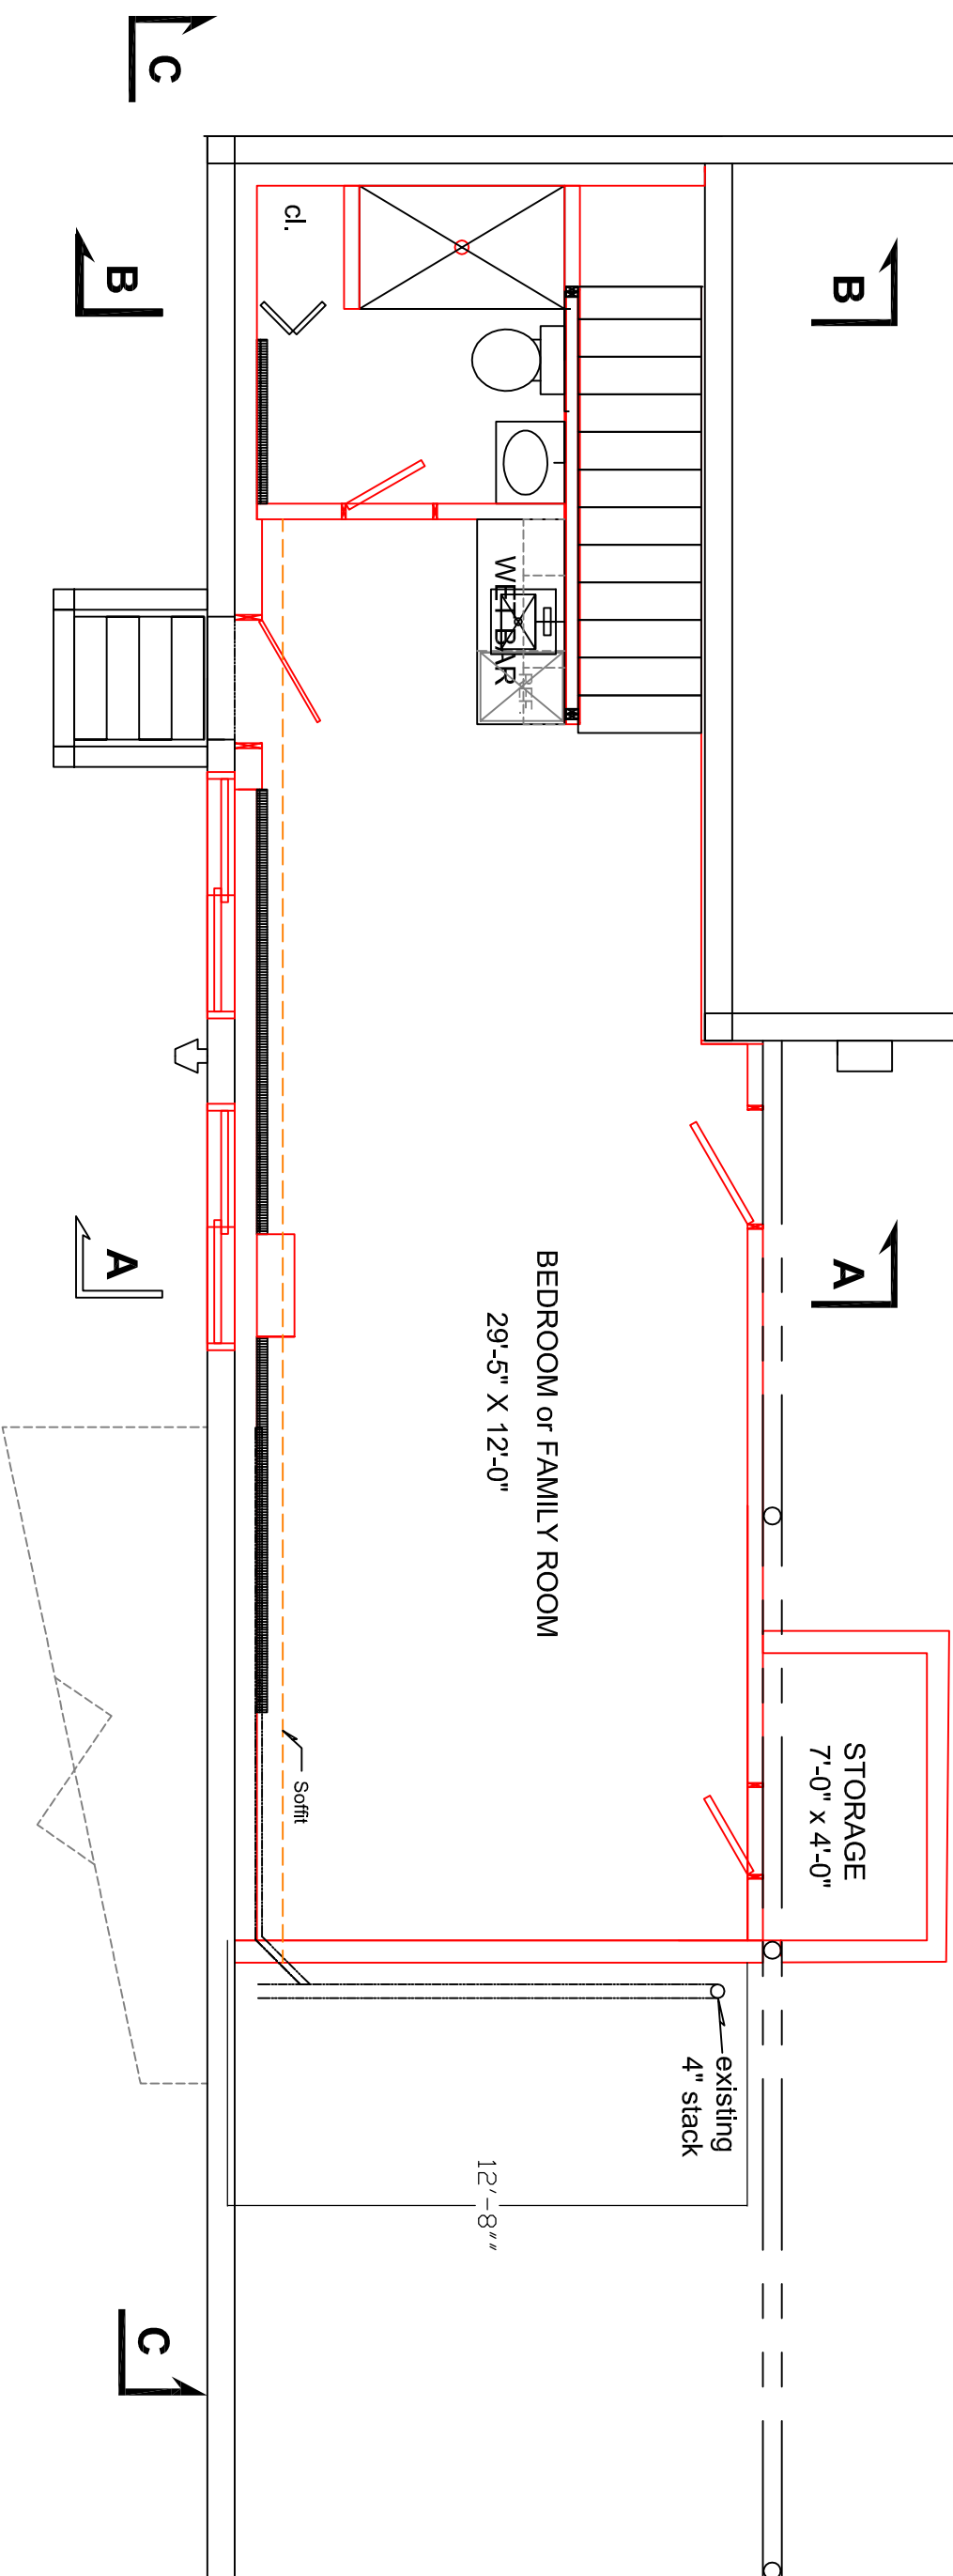 C
B
B
cl.
WET BAR
REF.
A
A
BEDROOM or FAMILY ROOM
29'-5" X 12'-0"
STORAGE
7'-0" x 4'-0"
Soffit
existing
4" stack
12'-8""
C